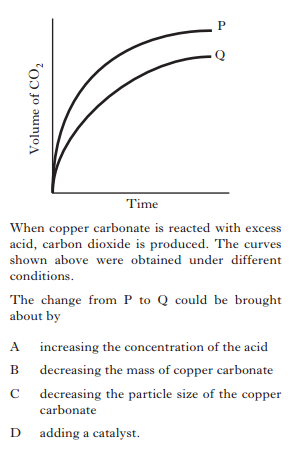 P
Q
Volume of CO₂
Time
When copper carbonate is reacted with excess
acid, carbon dioxide is produced. The curves
shown above were obtained under different
conditions.
The change from P to Q could be brought
about by
A increasing the concentration of the acid
B decreasing the mass of copper carbonate
C decreasing the particle size of the copper
carbonate
D adding a catalyst.